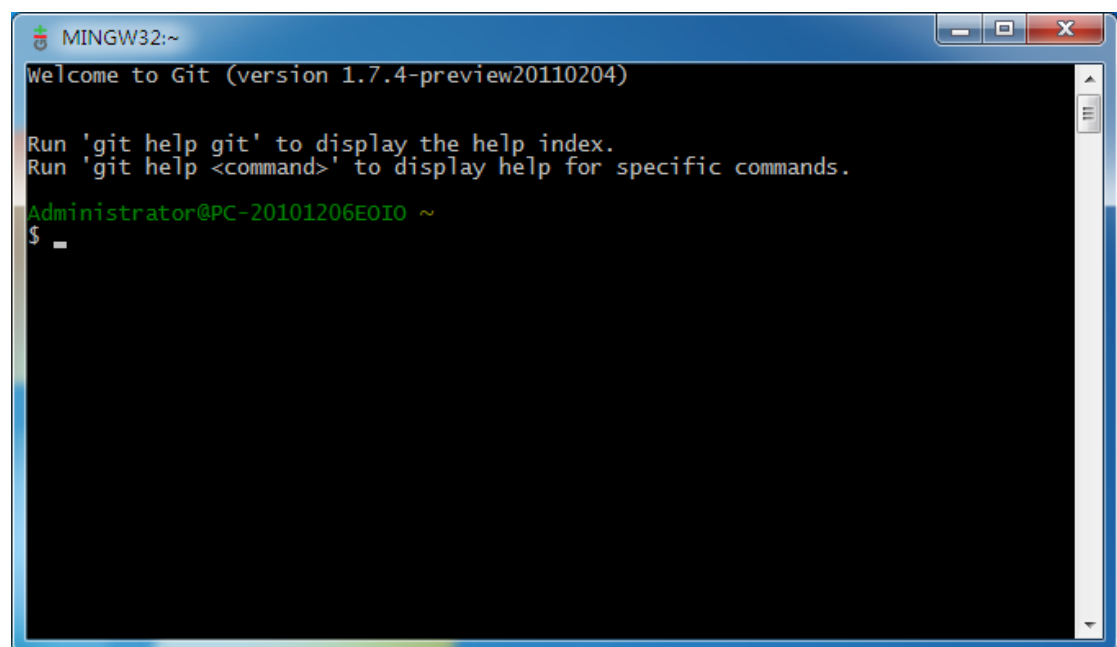 MINGW32:~
Welcome to Git (version 1.7.4-preview20110204)
Run 'git help git' to display the help index.
Run 'git help <command>' to display help for specific commands.
Administrator@PC-20101206EOIO ~
$